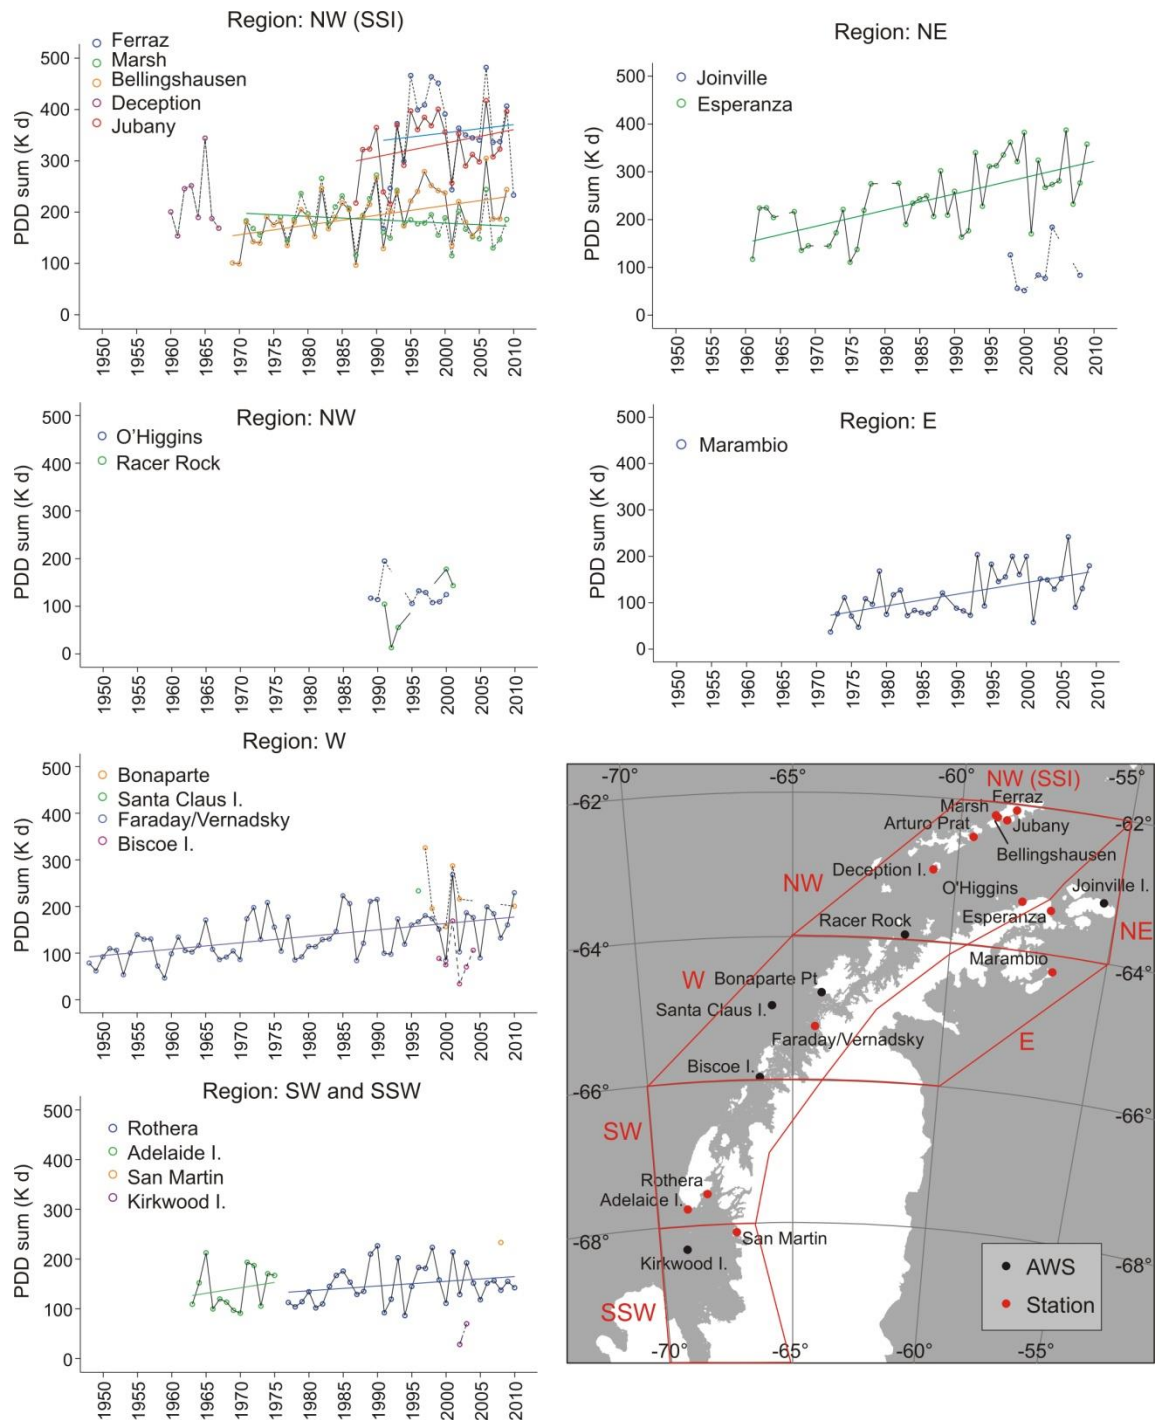 Region: NW (SSI)
Ferraz
Marsh
Bellingshausen
Deception
Jubany
PDD sum (K d)
500
400
300
200
100
0
1950
1955
1960
1965
1970
1975
1980
1985
1990
1995
2000
2005
2010
Region: NE
Joinville
Esperanza
PDD sum (K d)
500
400
300
200
100
0
1950
1955
1960
1965
1970
1975
1980
1985
1990
1995
2000
2005
2010
Region: NW
O'Higgins
Racer Rock
PDD sum (K d)
500
400
300
200
100
0
1950
1955
1960
1965
1970
1975
1980
1985
1990
1995
2000
2005
2010
Region: E
Marambio
PDD sum (K d)
500
400
300
200
100
0
1950
1955
1960
1965
1970
1975
1980
1985
1990
1995
2000
2005
2010
Region: W
Bonaparte
Santa Claus I.
Faraday/Vernadsky
Biscoe I.
PDD sum (K d)
500
400
300
200
100
0
1950
1955
1960
1965
1970
1975
1980
1985
1990
1995
2000
2005
2010
Region: SW and SSW
Rothera
Adelaide I.
San Martin
Kirkwood I.
PDD sum (K d)
500
400
300
200
100
0
1950
1955
1960
1965
1970
1975
1980
1985
1990
1995
2000
2005
2010
-70° -65° -60° -55°
NW (SSI)
-62°
Ferraz
Marsh
Arturo Prat
Jubany
-62°
Bellingshausen
Deception I.
NW
O'Higgins
Joinville I.
Racer Rock
Esperanza
NE
-64°
Marambio
-64°
W
Bonaparte Pt
Santa Claus I.
Faraday/Vernadsky
E
Biscoe I.
-66°
-66°
SW
Rothera
Adelaide I.
San Martin
-68°
Kirkwood I.
-68°
AWS
Station
SSW
-70° -65° -60° -55°